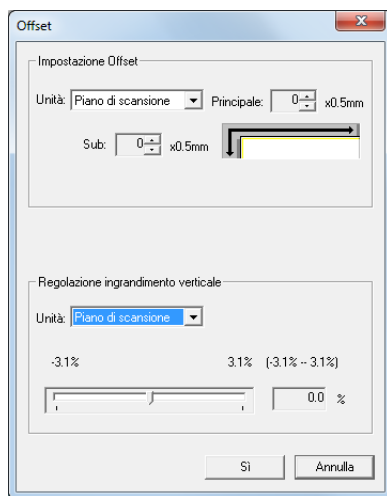 Offset
Impostazione Offset
Unità: Piano di scansione Principale: 0 x0.5mm
Sub: 0 x0.5mm
Regolazione ingrandimento verticale
Unità: Piano di scansione
-3.1% 3.1% (-3.1% -- 3.1%)
0.0 %
Sì Annulla